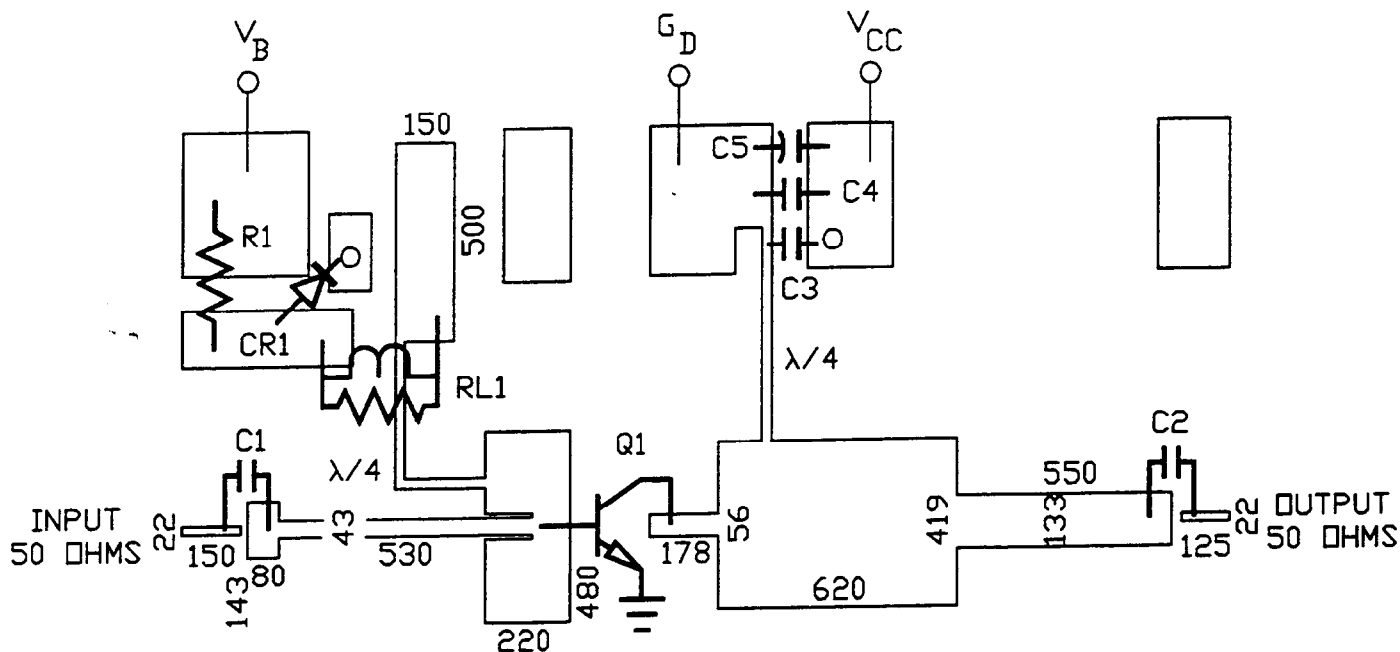 V_B
G_D
V_CC
150
C5
C4
R1
500
C3
CR1
λ/4
RL1
C1
Q1
C2
λ/4
550
INPUT
50 OHMS
22
150
143
80
43
530
480
220
178
56
620
419
133
125
22
OUTPUT
50 OHMS